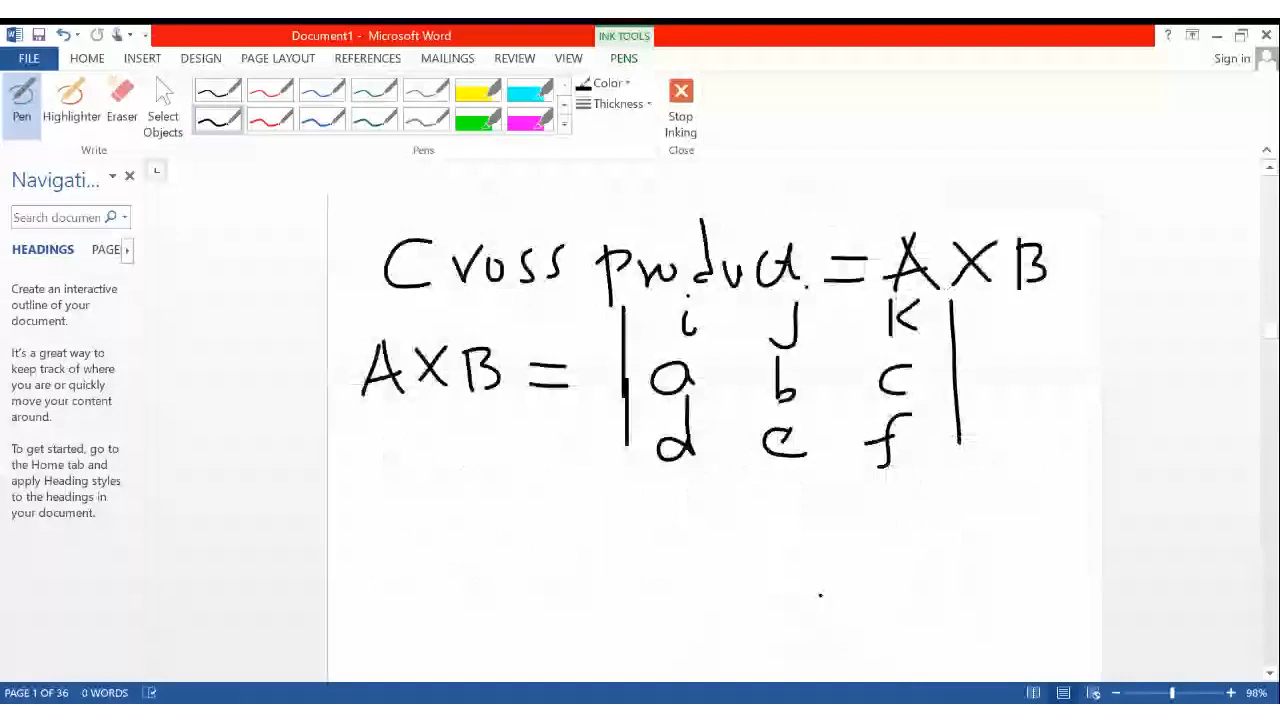 Document1 - Microsoft Word
INK TOOLS
?
FILE HOME INSERT DESIGN PAGE LAYOUT REFERENCES MAILINGS REVIEW VIEW PENS
Sign in
Pen Highlighter Eraser Select Objects
Color
Thickness
Stop Inking
Write Pens Close
Navigati...
Search documen
HEADINGS PAGE
Create an interactive
outline of your
document.
It's a great way to
keep track of where
you are or quickly
move your content
around.
To get started, go to
the Home tab and
apply Heading styles
to the headings in
your document.
Cross product = A X B
i j k
A X B = | a b c |
d e f
PAGE 1 OF 36 0 WORDS
98%